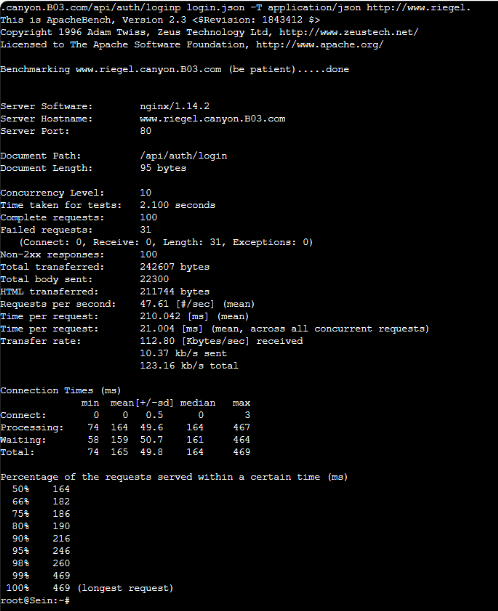 canyon.B03.com/api/auth/loginp login.json -T application/json http://www.riegel.
This is ApacheBench, Version 2.3 <$Revision: 1843412 $>
Copyright 1996 Adam Twiss, Zeus Technology Ltd, http://www.zeustech.net/
Licensed to The Apache Software Foundation, http://www.apache.org/

Benchmarking www.riegel.canyon.B03.com (be patient).....done


Server Software:        nginx/1.14.2
Server Hostname:        www.riegel.canyon.B03.com
Server Port:            80

Document Path:          /api/auth/login
Document Length:        95 bytes

Concurrency Level:      10
Time taken for tests:   2.100 seconds
Complete requests:      100
Failed requests:        31
   (Connect: 0, Receive: 0, Length: 31, Exceptions: 0)
Non-2xx responses:      100
Total transferred:      242607 bytes
Total body sent:        22300
HTML transferred:       211744 bytes
Requests per second:    47.61 [#/sec] (mean)
Time per request:       210.042 [ms] (mean)
Time per request:       21.004 [ms] (mean, across all concurrent requests)
Transfer rate:          112.80 [Kbytes/sec] received
                        10.37 kb/s sent
                        123.16 kb/s total

Connection Times (ms)
              min  mean[+/-sd] median   max
Connect:        0    0   0.5      0       3
Processing:    74  164  49.6    164     467
Waiting:       58  159  50.7    161     464
Total:         74  165  49.8    164     469

Percentage of the requests served within a certain time (ms)
  50%    164
  66%    182
  75%    186
  80%    190
  90%    216
  95%    246
  98%    260
  99%    469
 100%    469 (longest request)
root@Sein:~#